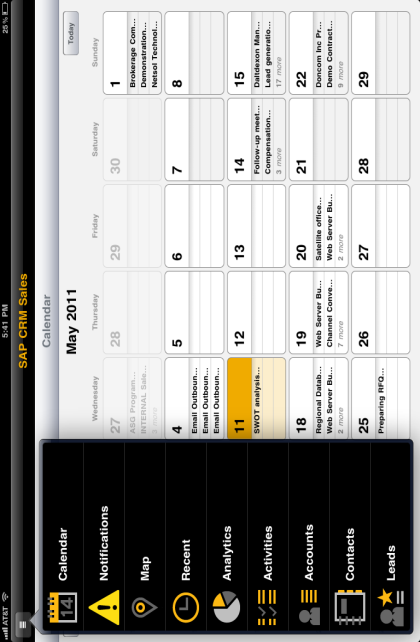 AT&T
5:41 PM
25 %
SAP CRM Sales
Calendar
May 2011
Today
Wednesday
Thursday
Friday
Saturday
Sunday
27
ASG Program...
INTERNAL Sale...
28
29
30
1
Brokerage Com...
Demonstration...
Netsol Technol...
4
Email Outboun...
Email Outboun...
Email Outboun...
5
6
7
8
11
SWOT analysis...
12
13
14
Follow-up meet...
Compensation...
3 more
15
Daltdexon Man...
Lead generatio...
17 more
18
Regional Datab...
Web Server Bu...
2 more
19
Web Server Bu...
Channel Conve...
7 more
20
Satellite office...
Web Server Bu...
2 more
21
22
Doncom Inc Pr...
Demo Contract...
9 more
25
Preparing RFQ...
26
27
28
29
14
Calendar
Notifications
Map
Recent
Analytics
Activities
Accounts
Contacts
Leads